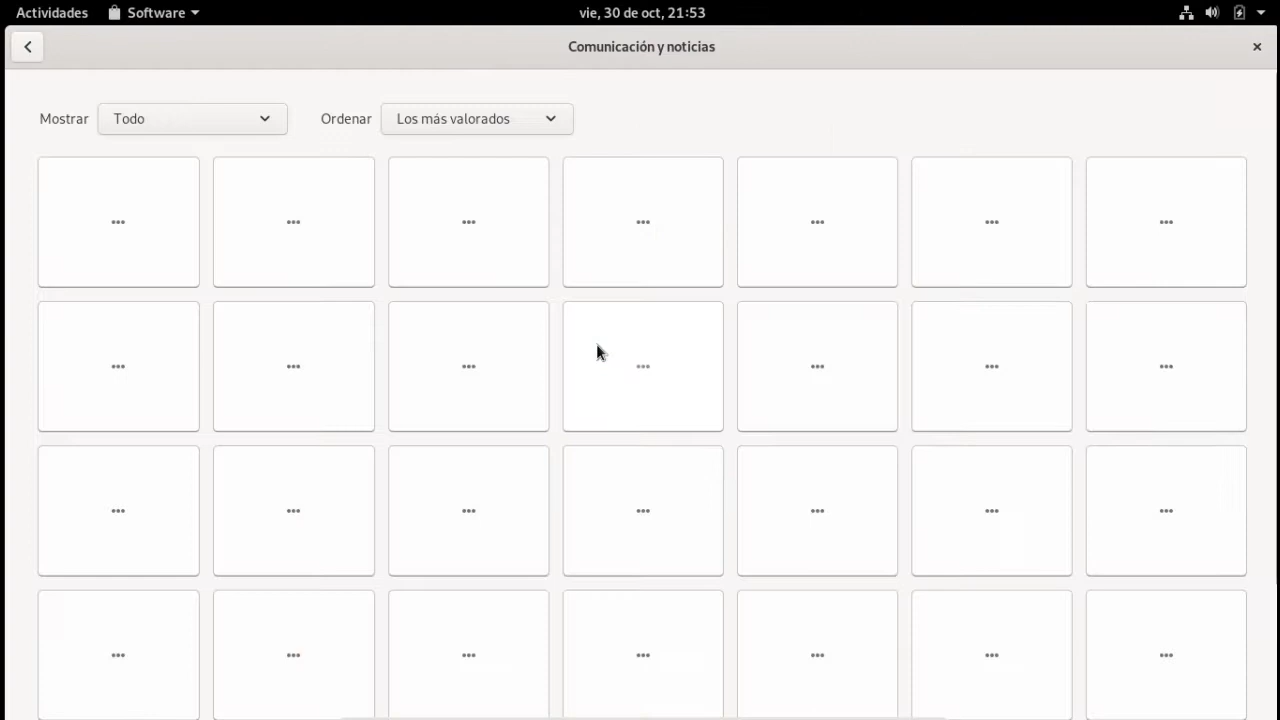 Actividades Software vie, 30 de oct, 21:53
Comunicación y noticias
Mostrar Todo Ordenar Los más valorados
... ... ... ... ... ... ...
... ... ... ... ... ... ...
... ... ... ... ... ... ...
... ... ... ... ... ... ...